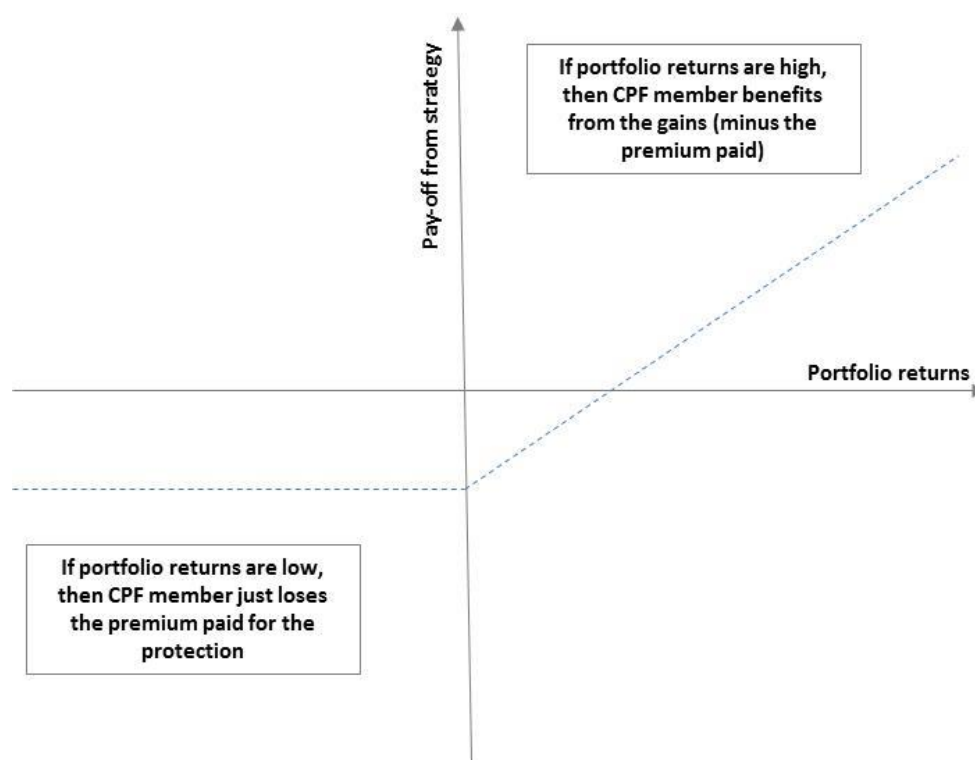 Pay-off from strategy
If portfolio returns are high,
then CPF member benefits
from the gains (minus the
premium paid)
Portfolio returns
If portfolio returns are low,
then CPF member just loses
the premium paid for the
protection